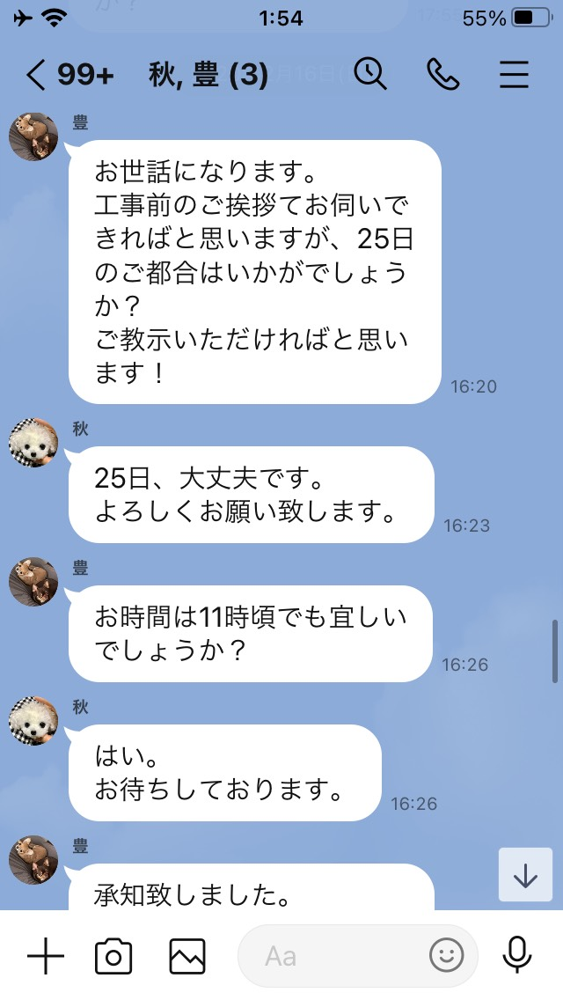 1:54
55%
99+
秋, 豊 (3)
豊
お世話になります。
工事前のご挨拶てお伺いで
きればと思いますが、25日
のご都合はいかがでしょう
か？
ご教示いただければと思い
ます！
16:20
秋
25日、大丈夫です。
よろしくお願い致します。
16:23
豊
お時間は11時頃でも宜しい
でしょうか？
16:26
秋
はい。
お待ちしております。
16:26
豊
承知致しました。
Aa